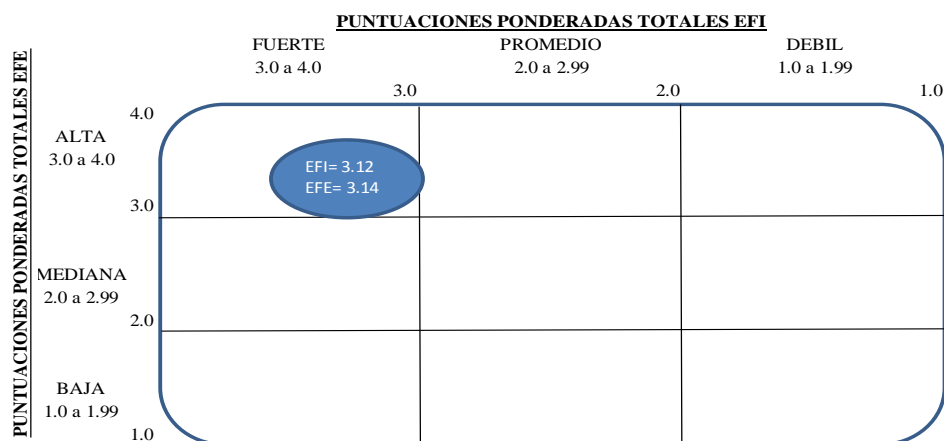 PUNTUACIONES PONDERADAS TOTALES EFI
FUERTE
3.0 a 4.0
PROMEDIO
2.0 a 2.99
DEBIL
1.0 a 1.99
3.0
2.0
1.0
PUNTUACIONES PONDERADAS TOTALES EFE
4.0
ALTA
3.0 a 4.0
EFI= 3.12
EFE= 3.14
3.0
MEDIANA
2.0 a 2.99
2.0
BAJA
1.0 a 1.99
1.0